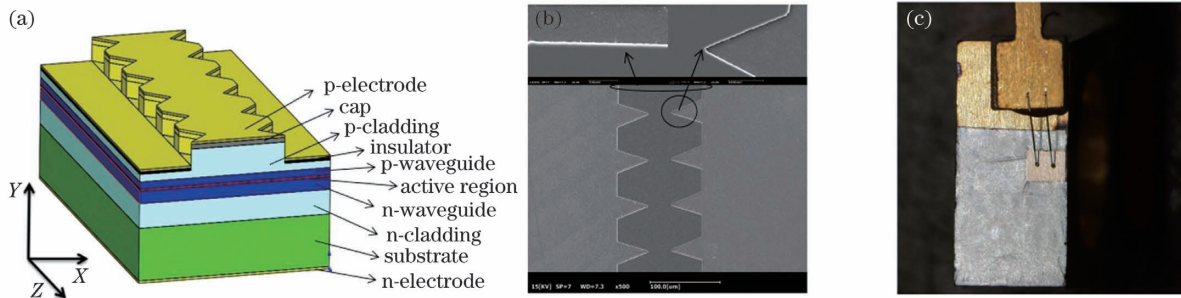 (a)
p-electrode
cap
p-cladding
insulator
p-waveguide
active region
n-waveguide
n-cladding
substrate
n-electrode
Y
X
Z
(b)
15[KV] SP=7 WD=7.3 x500 100.0[um]
(c)